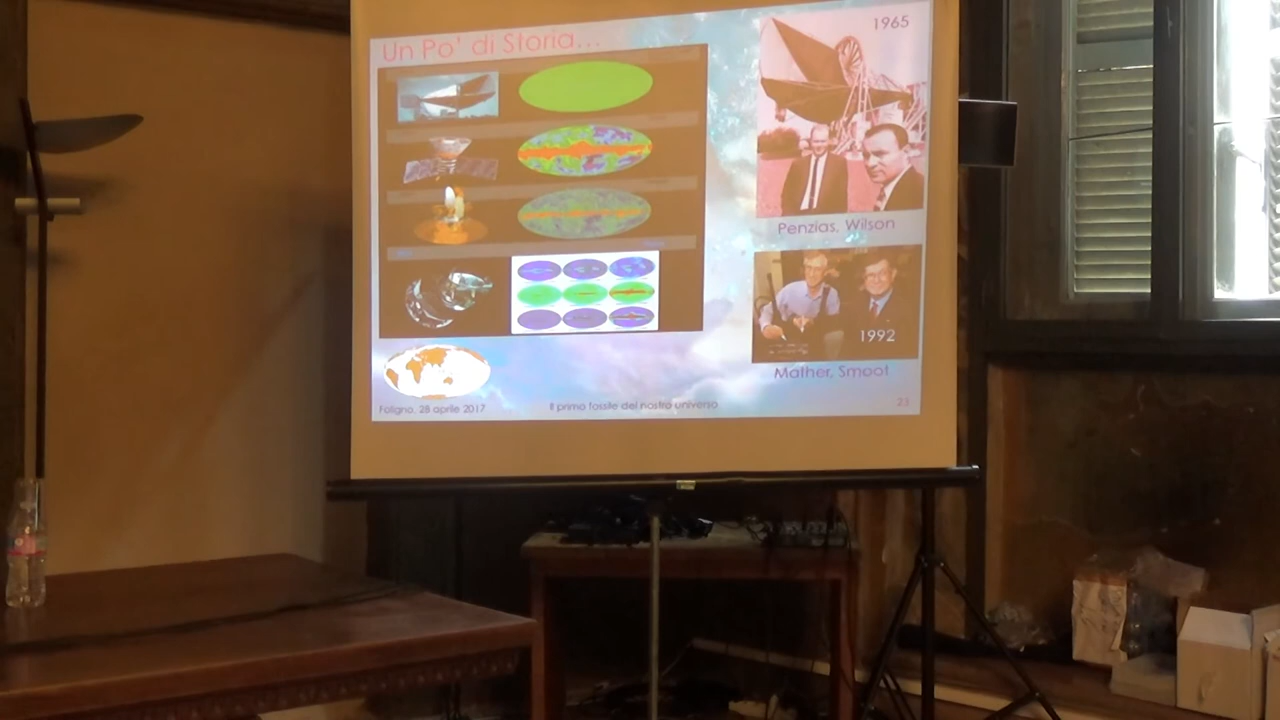 Un Po' di Storia...
1965
Penzias, Wilson
1992
Mather, Smoot
Foligno, 28 aprile 2017
Il primo fossile del nostro universo
23